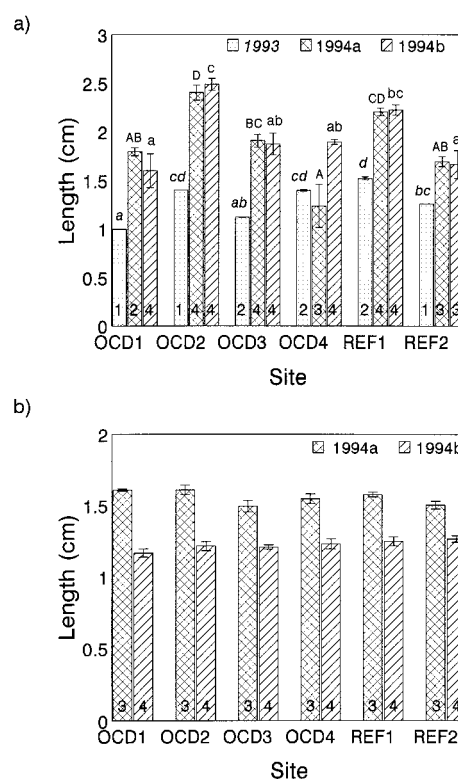 a)
1993 1994a 1994b
3
2.5
2
1.5
1
0.5
0
Length (cm)
a AB a
cd D c
ab BC ab
cd A ab
d CD bc
bc AB a
1 2 4 1 4 4 2 4 4 2 3 4 2 4 4 1 3 3
OCD1 OCD2 OCD3 OCD4 REF1 REF2
Site
b)
1994a 1994b
2
1.5
1
0.5
0
Length (cm)
3 4 3 4 3 4 3 4 3 4 3 4
OCD1 OCD2 OCD3 OCD4 REF1 REF2
Site